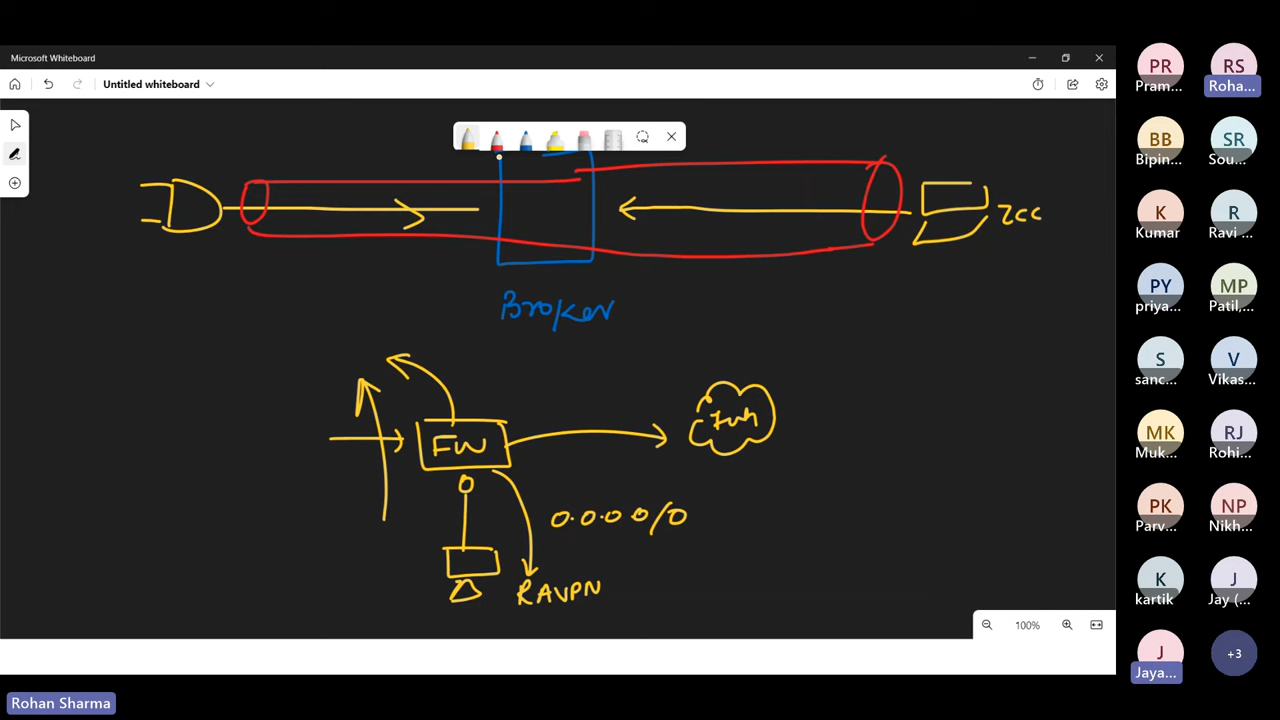 Microsoft Whiteboard
Untitled whiteboard
zcc
Broker
FW
0.0.0.0/0
RAVPN
100%
PR
Pram...
RS
Roha...
BB
Bipin...
SR
Sou...
K
Kumar
R
Ravi ...
PY
priya...
MP
Patil,...
S
sanc...
V
Vikas...
MK
Muk...
RJ
Rohi...
PK
Parv...
NP
Nikh...
K
kartik
J
Jay (...
J
Jaya...
+3
Rohan Sharma